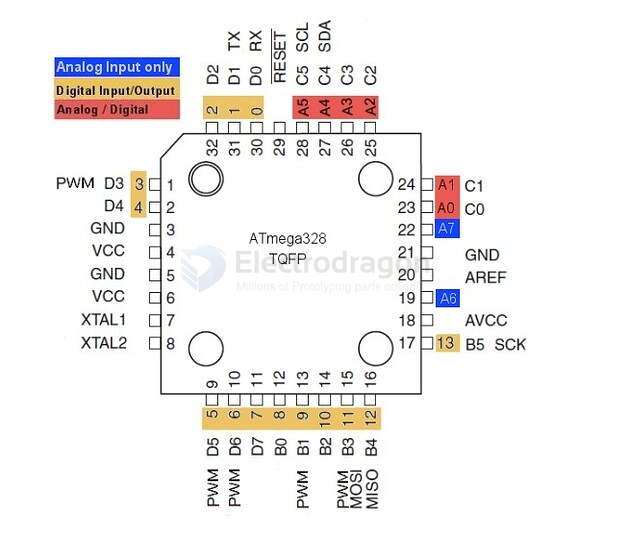 Analog Input only
Digital Input/Output
Analog / Digital
D2
D1 TX
D0 RX
RESET
C5 SCL
C4 SDA
C3
C2
2
1
0
A5
A4
A3
A2
32
31
30
29
28
27
26
25
PWM D3 3 1
D4 4 2
GND 3
VCC 4
GND 5
VCC 6
XTAL1 7
XTAL2 8
ATmega328
TQFP
Electrodragon
Millions of Prototyping parts online
24 A1 C1
23 A0 C0
22 A7
21 GND
20 AREF
19 A6
18 AVCC
17 13 B5 SCK
9
10
11
12
13
14
15
16
5
6
7
8
9
10
11
12
D5
D6
D7
B0
B1
B2
B3
B4
PWM
PWM
PWM
PWM
MOSI
MISO